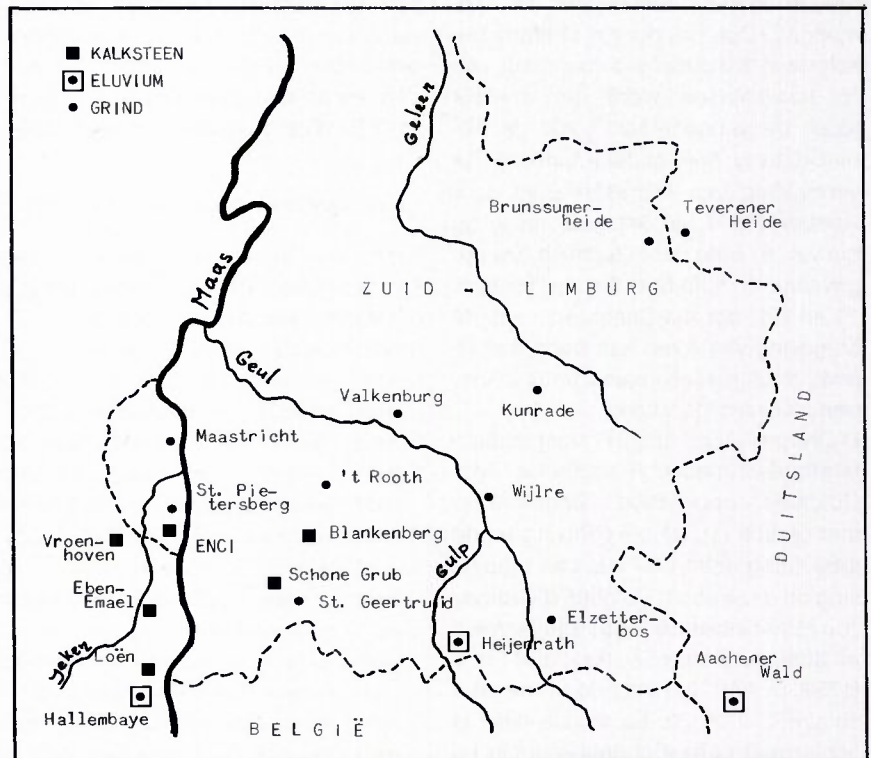 KALKSTEEN
ELUVIUM
GRIND
Geleen
Brunssumer-
heide
Teverener
Heide
Maas
ZUID - LIMBURG
Geul
Valkenburg
Kunrade
DUITSLAND
Maastricht
't Rooth
Wijlre
St. Pie-
tersberg
Vroen-
hoven
ENCI
Blankenberg
Gulp
Eben-
Emael
Schone Grub
St. Geertruid
Elzetter-
bos
Heijenrath
Jeker
Loën
Aachener
Wald
Hallembaye
BELGIË